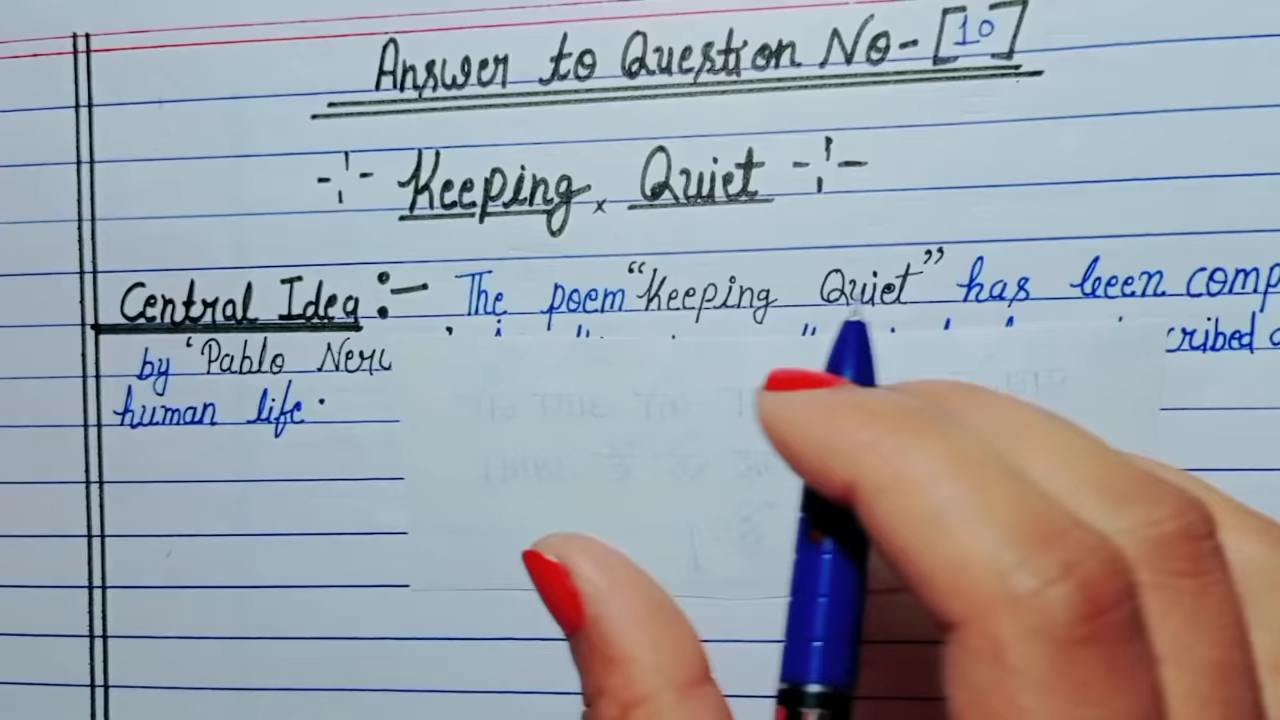 Answer to Question No-[10]
Keeping Quiet
Central Idea :- The poem "Keeping Quiet" has been comp
by 'Pablo Neru
cribed
human life.